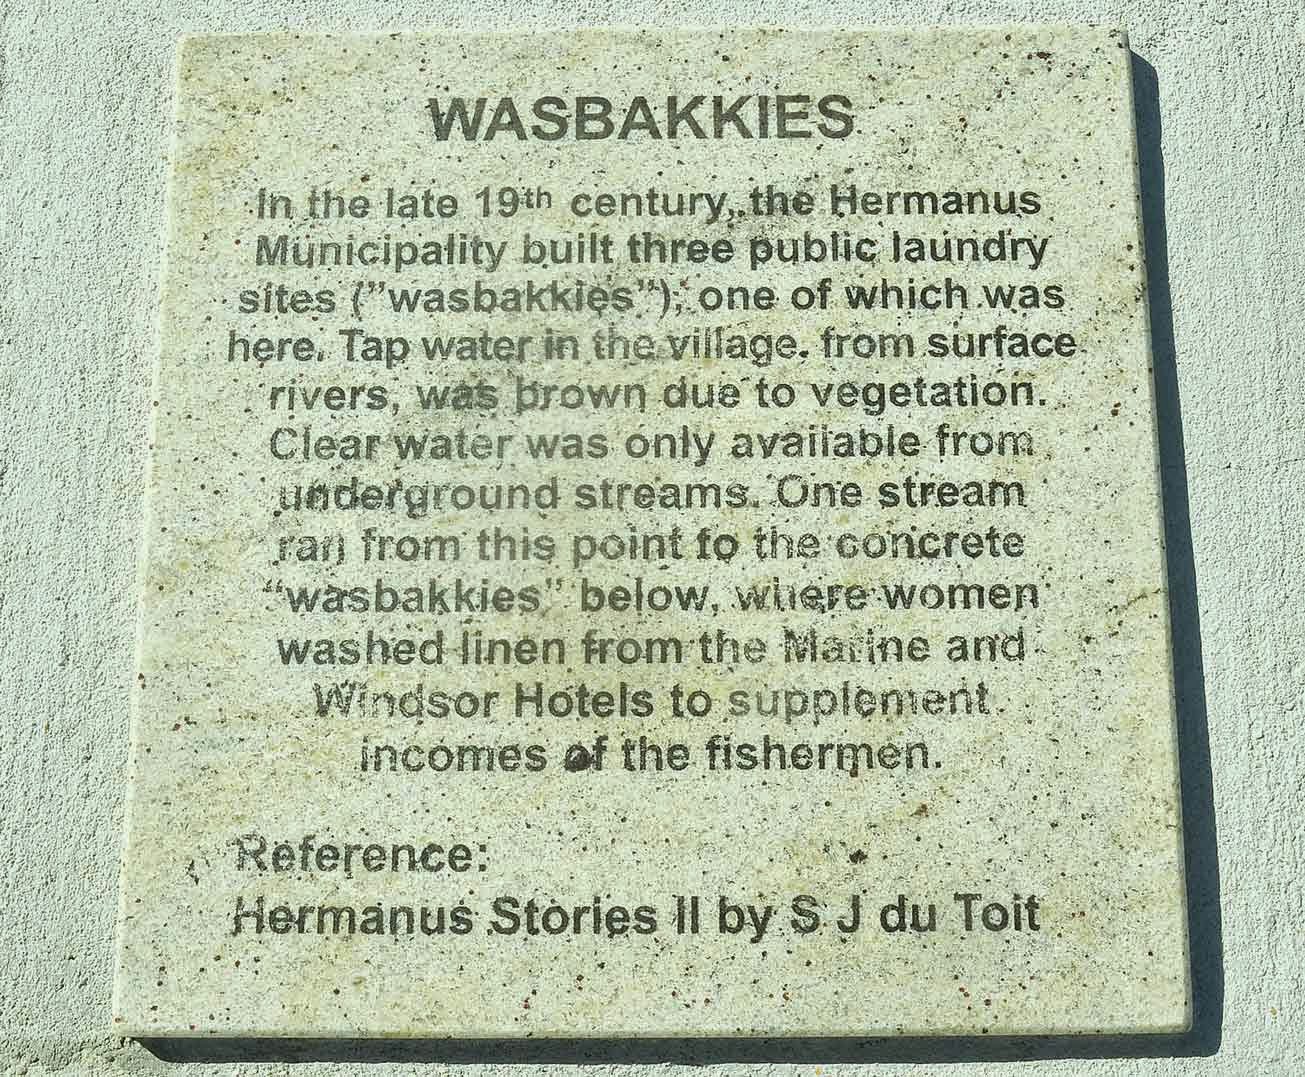 WASBAKKIES
In the late 19th century, the Hermanus
Municipality built three public laundry
sites (”wasbakkies”), one of which was
here. Tap water in the village. from surface
rivers, was brown due to vegetation.
Clear water was only available from
underground streams. One stream
ran from this point to the concrete
“wasbakkies” below, where women
washed linen from the Marine and
Windsor Hotels to supplement
incomes of the fishermen.
Reference:
Hermanus Stories II by S J du Toit